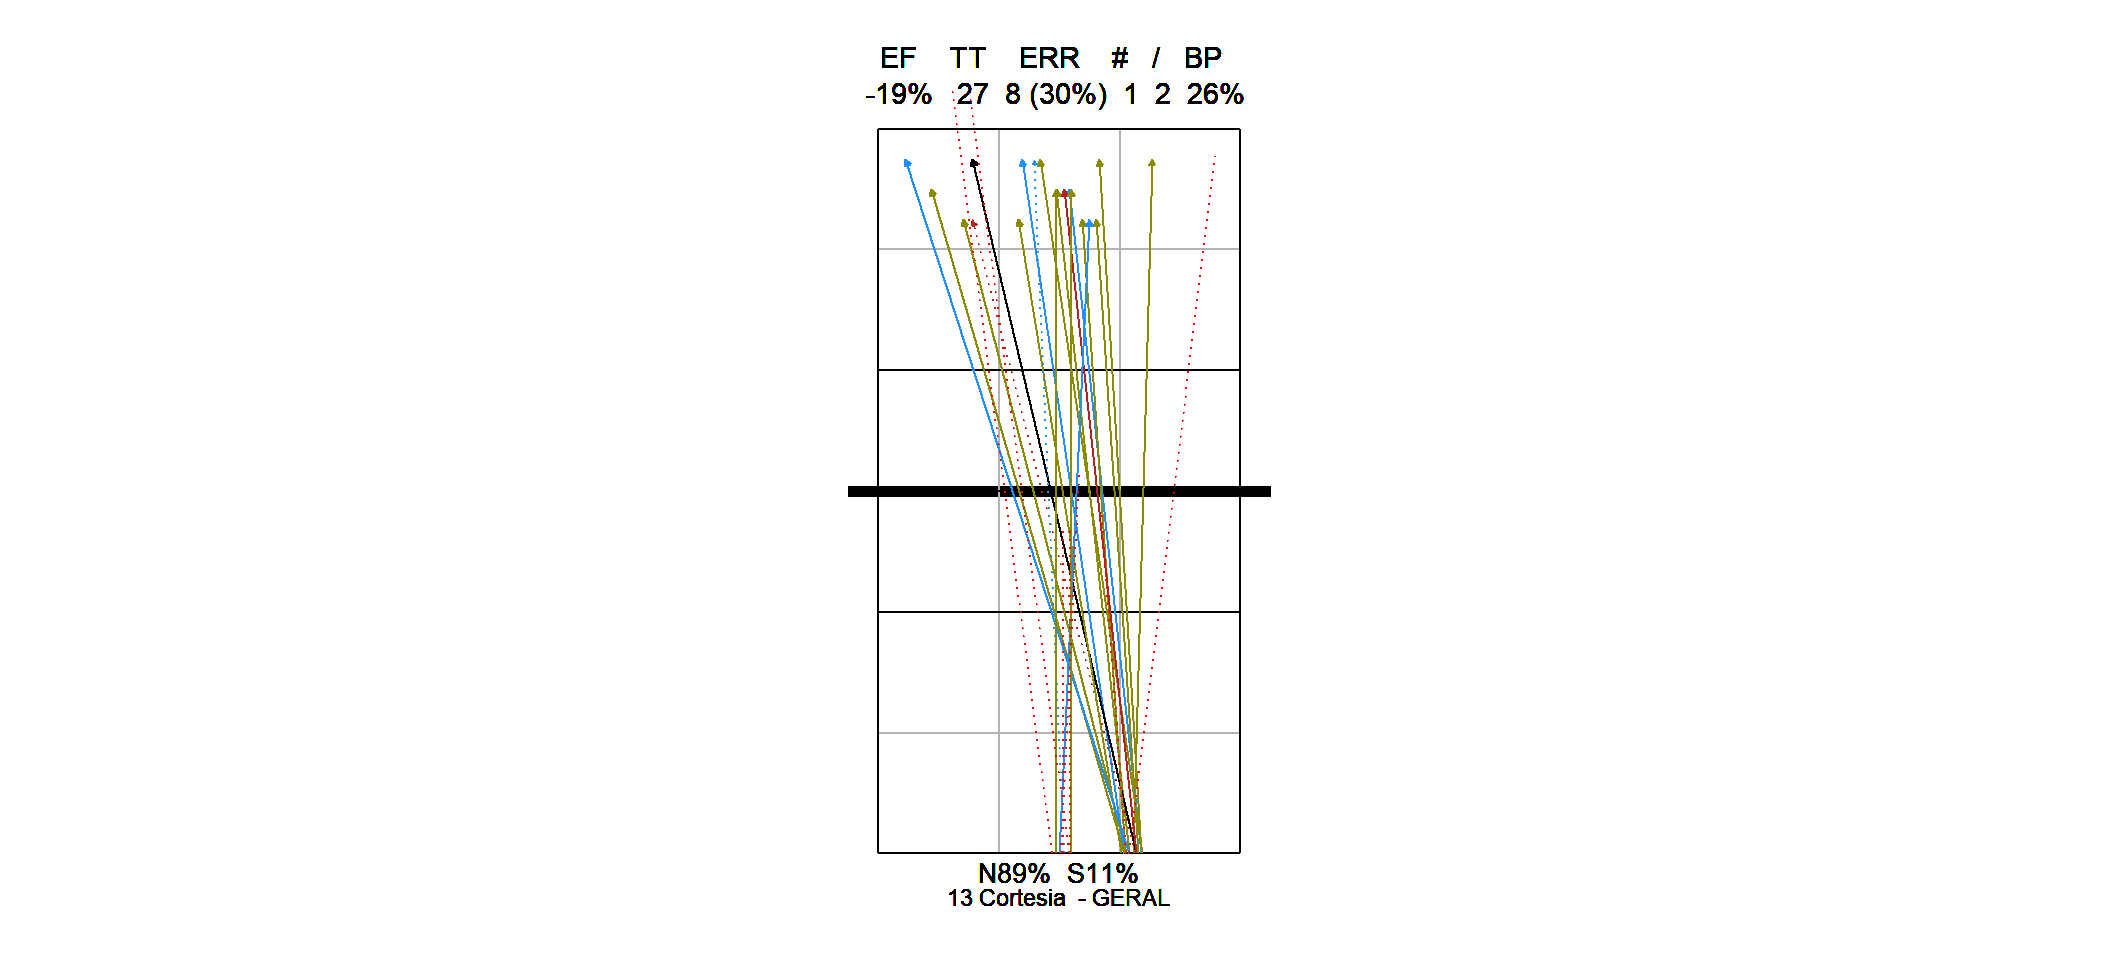 EF TT ERR # / BP
-19% 27 8 (30%) 1 2 26%
N89% S11%
13 Cortesia - GERAL